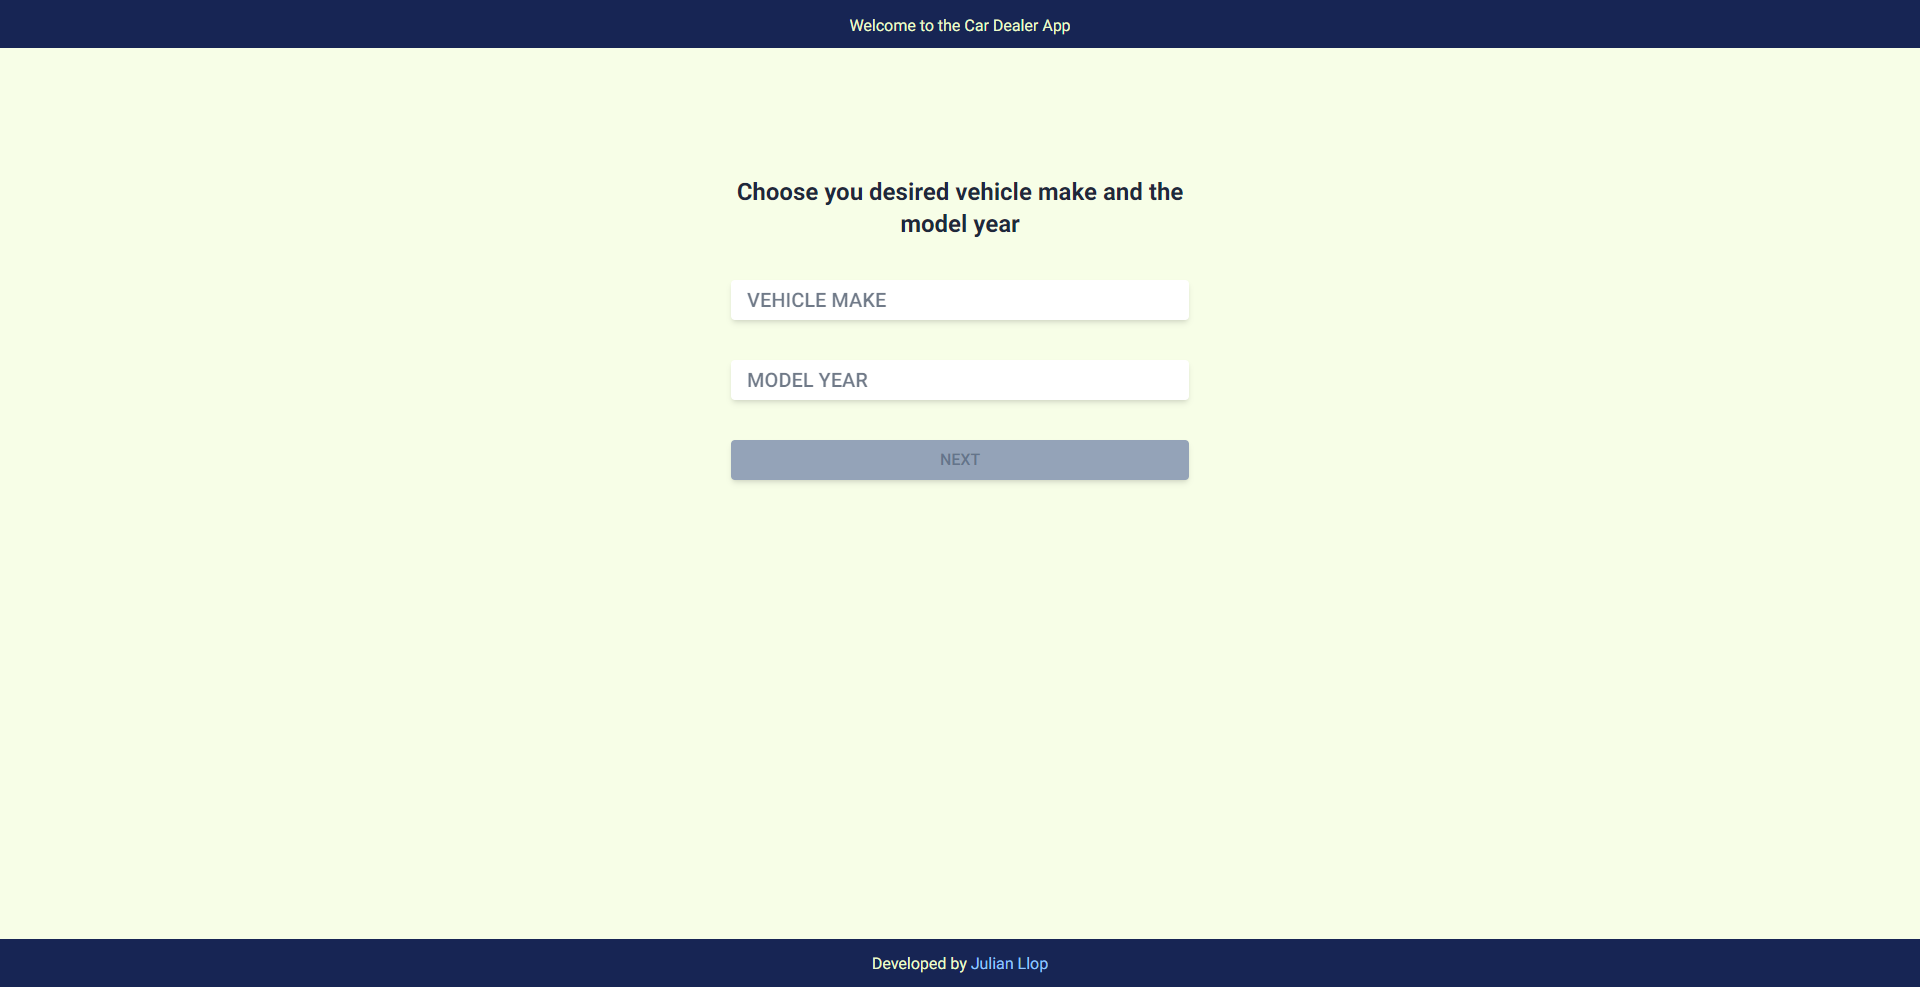 Welcome to the Car Dealer App
Choose you desired vehicle make and the
model year
VEHICLE MAKE
MODEL YEAR
NEXT
Developed by Julian Llop